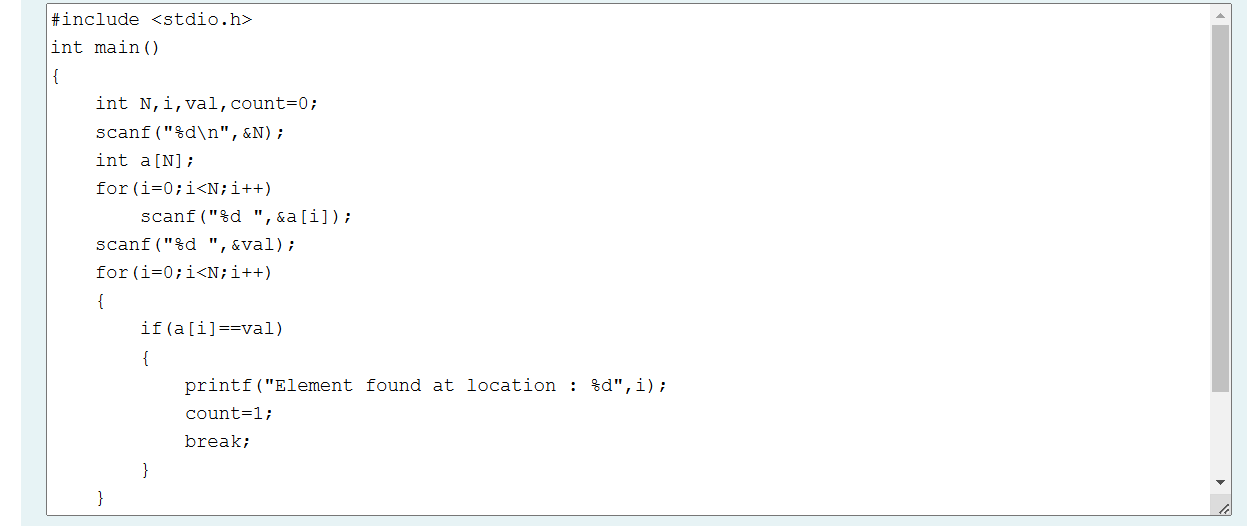 #include <stdio.h>
int main()
{
    int N,i,val,count=0;
    scanf("%d\n",&N);
    int a[N];
    for(i=0;i<N;i++)
        scanf("%d ",&a[i]);
    scanf("%d ",&val);
    for(i=0;i<N;i++)
    {
        if(a[i]==val)
        {
            printf("Element found at location : %d",i);
            count=1;
            break;
        }
    }